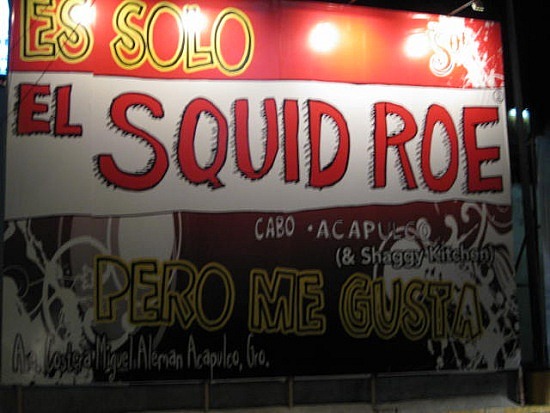 ES SOLO
EL SQUID ROE
CABO · ACAPULCO
(& Shaggy Kitchen)
PERO ME GUSTA
Av. Costera Miguel Aleman Acapulco, Gro.